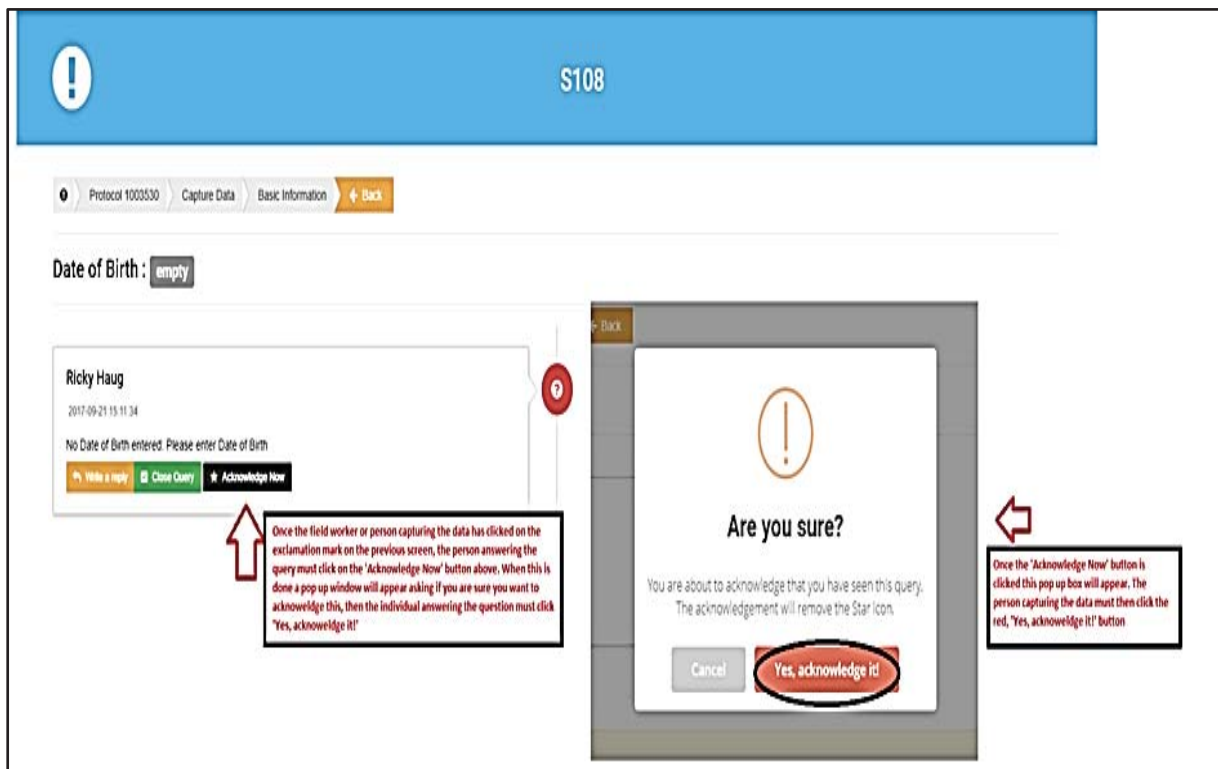 !
S108
? Protocol 1003530 Capture Data Basic Information Back
Date of Birth : empty
Ricky Haug
2017-09-21 15 11 34
No Date of Birth entered. Please enter Date of Birth
Write a reply Close Query Acknowledge Now
?
Once the field worker or person capturing the data has clicked on the
exclamation mark on the previous screen, the person answering the
query must click on the 'Acknowledge Now' button above. When this is
done a pop up window will appear asking if you are sure you want to
acknoweldge this, then the individual answering the question must click
'Yes, acknoweldge it!'
Back
!
Are you sure?
You are about to acknowledge that you have seen this query.
The acknowledgement will remove the Star Icon.
Cancel Yes, acknowledge it!
Once the 'Acknowledge Now' button is
clicked this pop up box will appear. The
person capturing the data must then click the
red, 'Yes, acknoweldge it!' button